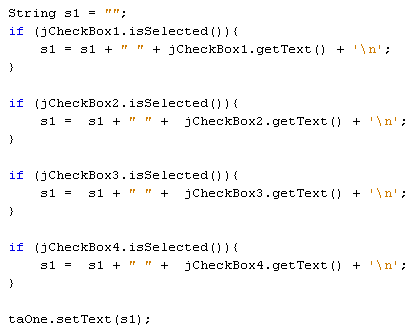 String s1 = "";
if (jCheckBox1.isSelected()){
    s1 = s1 + " " + jCheckBox1.getText() + '\n';
}
if (jCheckBox2.isSelected()){
    s1 =  s1 + " " +  jCheckBox2.getText() + '\n';
}
if (jCheckBox3.isSelected()){
    s1 =  s1 + " " +  jCheckBox3.getText() + '\n';
}
if (jCheckBox4.isSelected()){
    s1 =  s1 + " " +  jCheckBox4.getText() + '\n';
}
taOne.setText(s1);